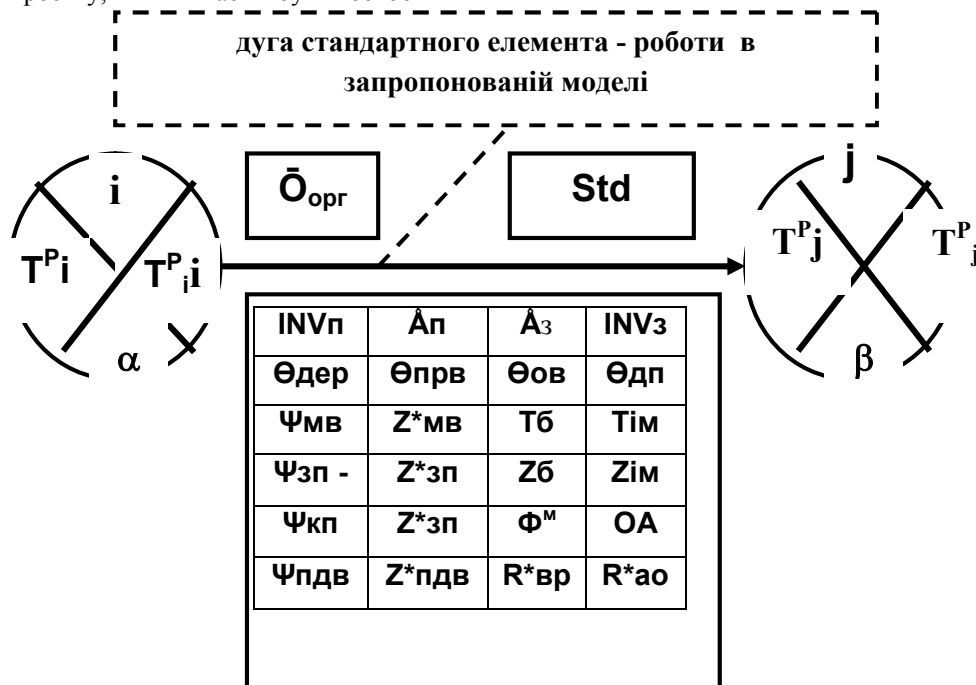 дуга стандартного елемента - роботи в
запропонованій моделі
i
Ōорг
Std
j
Tᴾi
Tᴾᵢi
Tᴾj
Tᴾj
α
β
INVп Åп Åз INVз
Өдер Өпрв Өов Өдп
Ψмв Z*мв Тб Тім
Ψзп - Z*зп Zб Zім
Ψкп Z*зп Фᴹ ОА
Ψпдв Z*пдв R*вр R*ао